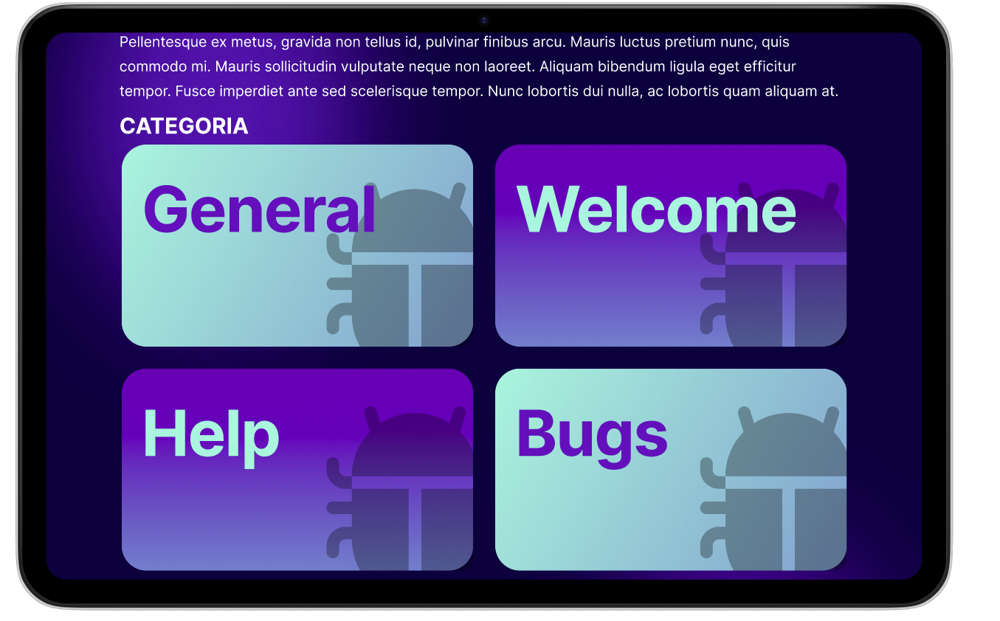 Pellentesque ex metus, gravida non tellus id, pulvinar finibus arcu. Mauris luctus pretium nunc, quis
commodo mi. Mauris sollicitudin vulputate neque non laoreet. Aliquam bibendum ligula eget efficitur
tempor. Fusce imperdiet ante sed scelerisque tempor. Nunc lobortis dui nulla, ac lobortis quam aliquam at.
CATEGORIA
General
Welcome
Help
Bugs